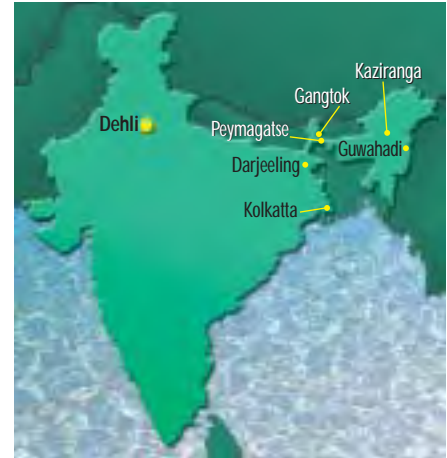 Kaziranga
Gangtok
Dehli
Peymagatse
Guwahadi
Darjeeling
Kolkatta